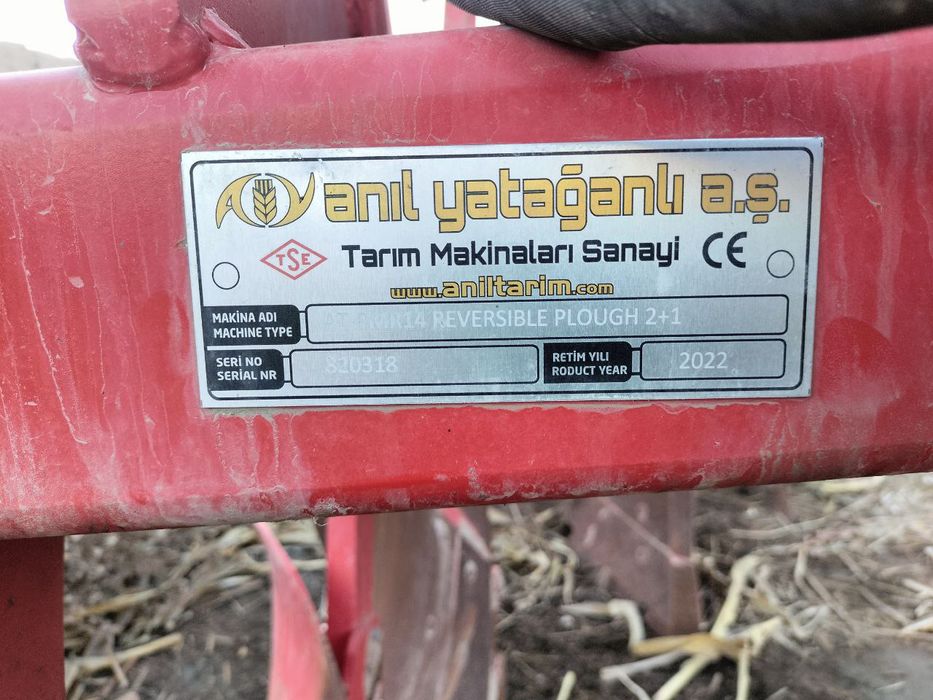 anıl yatağanlı a.ş.
TSE Tarım Makinaları Sanayi CE
www.aniltarim.com
MAKİNA ADI
MACHINE TYPE
REVERSIBLE PLOUGH 2+1
SERİ NO
SERIAL NR
820318
RETİM YILI
RODUCT YEAR
2022